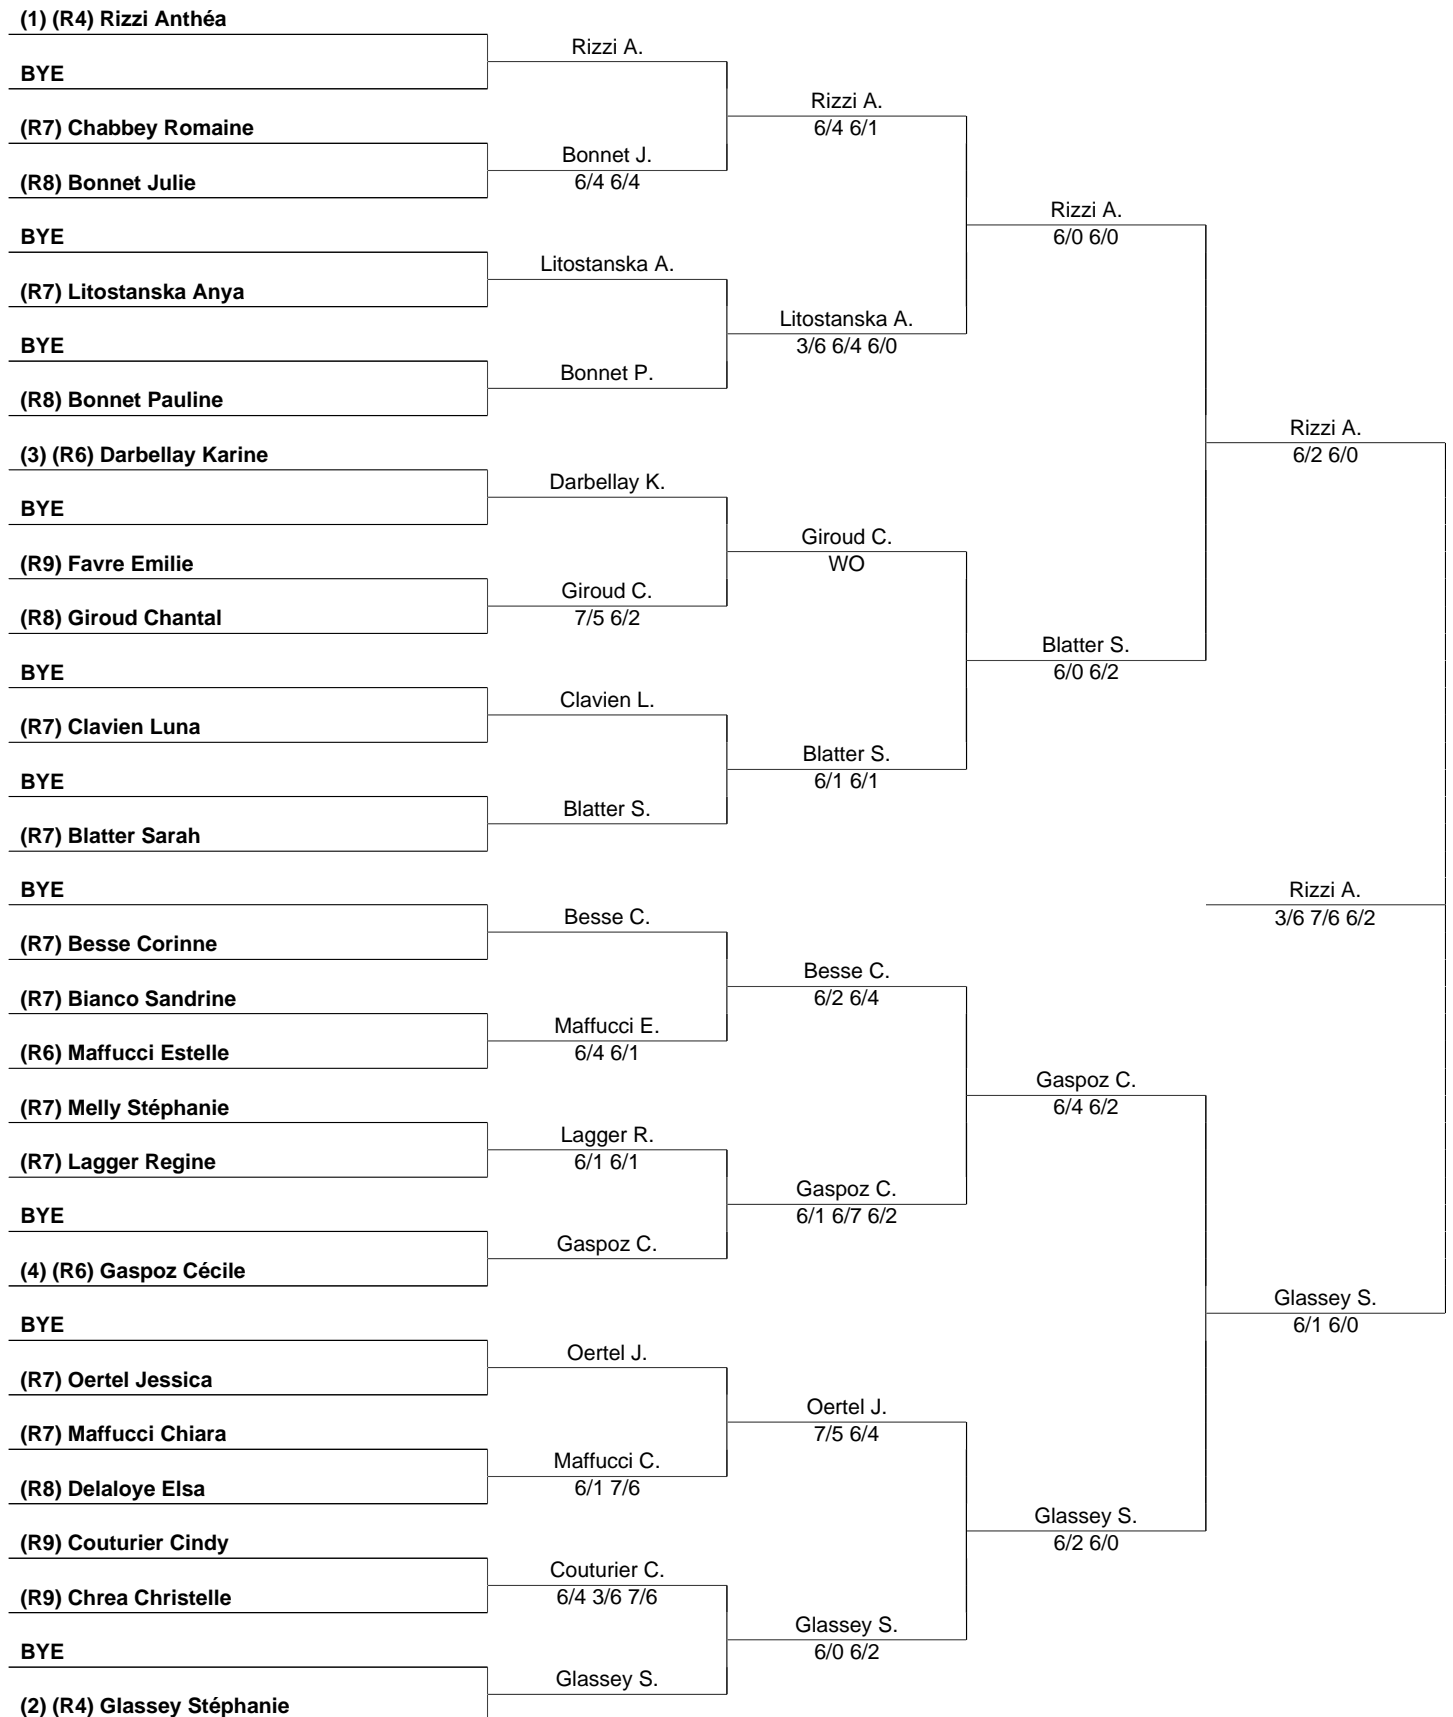 (1) (R4) Rizzi Anthéa
BYE
(R7) Chabbey Romaine
(R8) Bonnet Julie
BYE
(R7) Litostanska Anya
BYE
(R8) Bonnet Pauline
(3) (R6) Darbellay Karine
BYE
(R9) Favre Emilie
(R8) Giroud Chantal
BYE
(R7) Clavien Luna
BYE
(R7) Blatter Sarah
BYE
(R7) Besse Corinne
(R7) Bianco Sandrine
(R6) Maffucci Estelle
(R7) Melly Stéphanie
(R7) Lagger Regine
BYE
(4) (R6) Gaspoz Cécile
BYE
(R7) Oertel Jessica
(R7) Maffucci Chiara
(R8) Delaloye Elsa
(R9) Couturier Cindy
(R9) Chrea Christelle
BYE
(2) (R4) Glassey Stéphanie
Rizzi A.
Bonnet J.
6/4 6/4
Litostanska A.
Bonnet P.
Darbellay K.
Giroud C.
7/5 6/2
Clavien L.
Blatter S.
Besse C.
Maffucci E.
6/4 6/1
Lagger R.
6/1 6/1
Gaspoz C.
Oertel J.
Maffucci C.
6/1 7/6
Couturier C.
6/4 3/6 7/6
Glassey S.
Rizzi A.
6/4 6/1
Litostanska A.
3/6 6/4 6/0
Giroud C.
WO
Blatter S.
6/1 6/1
Besse C.
6/2 6/4
Gaspoz C.
6/1 6/7 6/2
Oertel J.
7/5 6/4
Glassey S.
6/0 6/2
Rizzi A.
6/0 6/0
Blatter S.
6/0 6/2
Gaspoz C.
6/4 6/2
Glassey S.
6/2 6/0
Rizzi A.
6/2 6/0
Rizzi A.
3/6 7/6 6/2
Glassey S.
6/1 6/0